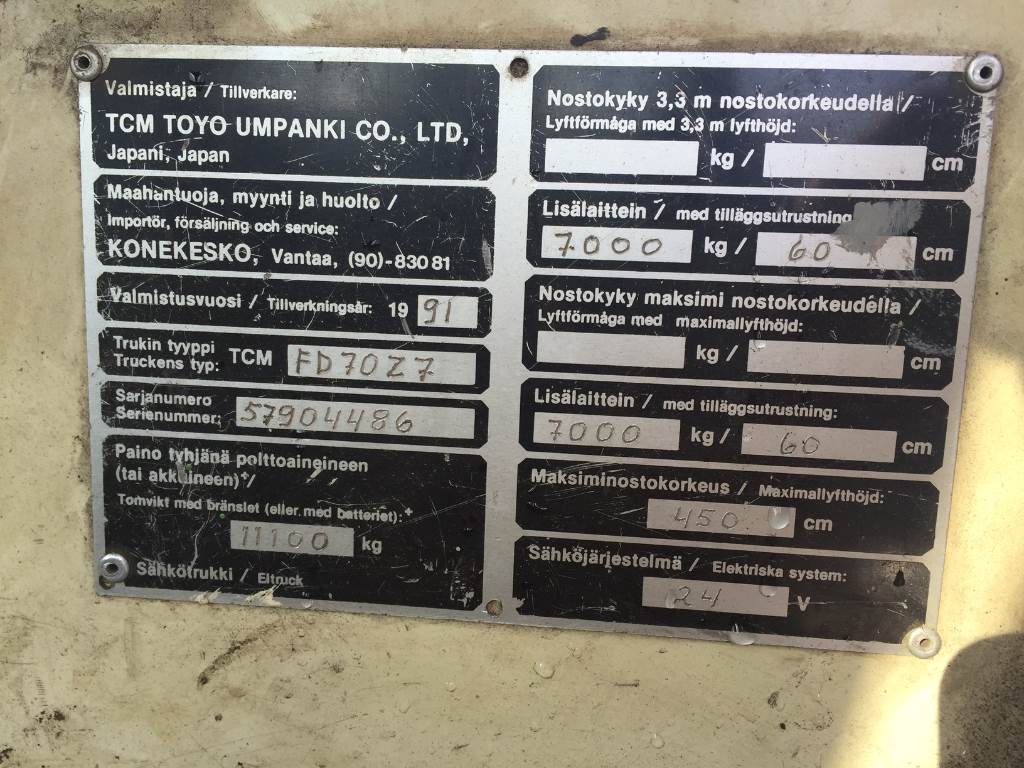 Valmistaja / Tillverkare:
TCM TOYO UMPANKI CO., LTD,
Japani, Japan
Maahantuoja, myynti ja huolto /
Importör, försäljning och service:
KONEKESKO, Vantaa, (90)-830 81
Valmistusvuosi / Tillverkningsår: 19 91
Trukin tyyppi
Truckens typ: TCM FD70Z7
Sarjanumero
Serienummer: 57904486
Paino tyhjänä polttoaineineen
(tai akkuineen)+/
Tomvikt med bränslet (eller med batteriet):+
11100 kg
Sähkötrukki / Eltruck
Nostokyky 3,3 m nostokorkeudella /
Lyftförmåga med 3,3 m lyfthöjd:
kg / cm
Lisälaittein / med tilläggsutrustning
7000 kg / 60 cm
Nostokyky maksimi nostokorkeudella /
Lyftförmåga med maximallyfthöjd:
kg / cm
Lisälaittein / med tilläggsutrustning:
7000 kg / 60 cm
Maksiminostokorkeus / Maximallyfthöjd:
450 cm
Sähköjärjestelmä / Elektriska system:
24 V